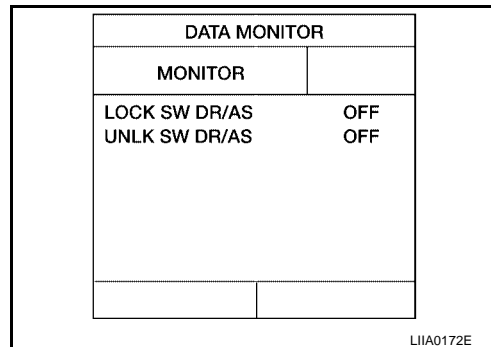 DATA MONITOR
MONITOR
LOCK SW DR/AS OFF
UNLK SW DR/AS OFF
LIIA0172E